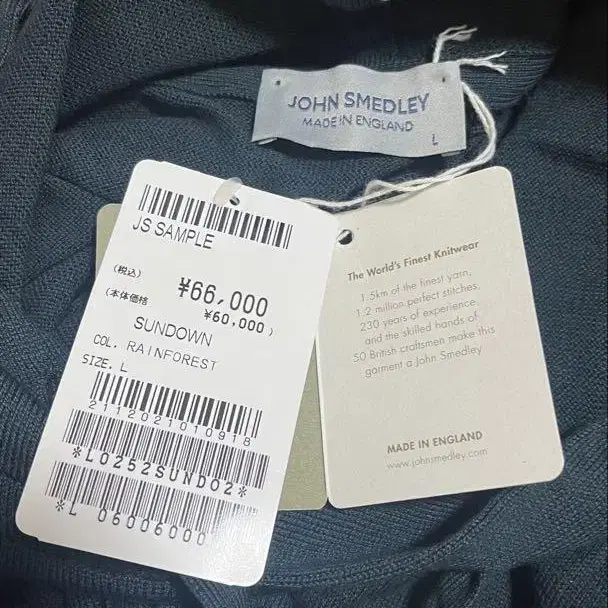 JOHN SMEDLEY
MADE IN ENGLAND
L
JS SAMPLE
(税込) ¥66,000
(本体価格 ¥60,000)
SUNDOWN
COL. RAINFOREST
SIZE. L
2112021010918
*L0252SUND02*
*L 06006000
The World's Finest Knitwear
1.5km of the finest yarn,
1.2 million perfect stitches,
230 years of experience,
and the skilled hands of
50 British craftsmen make this
garment a John Smedley
MADE IN ENGLAND
www.johnsmedley.com